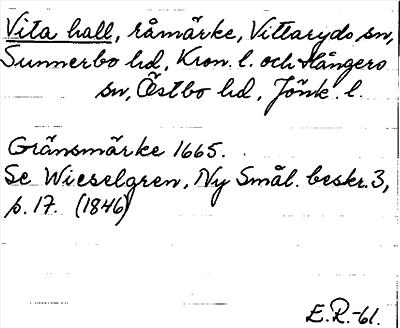 Vita hall, råmärke, Vittaryds sn,
Sunnerbo hd, Kron. l. och Hångers
sn, Östbo hd, Jönk. l.
Gränsmärke 1665.
Se Wieselgren, Ny Smål. beskr. 3,
s. 17. (1846)
E.R.-61.